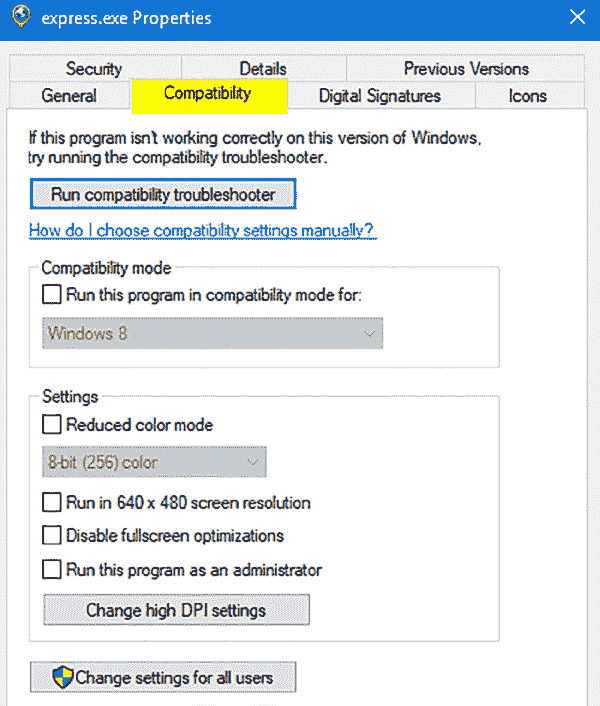 express.exe Properties
Security Details Previous Versions
General Compatibility Digital Signatures Icons
If this program isn't working correctly on this version of Windows,
try running the compatibility troubleshooter.
Run compatibility troubleshooter
How do I choose compatibility settings manually?
Compatibility mode
Run this program in compatibility mode for:
Windows 8
Settings
Reduced color mode
8-bit (256) color
Run in 640 x 480 screen resolution
Disable fullscreen optimizations
Run this program as an administrator
Change high DPI settings
Change settings for all users